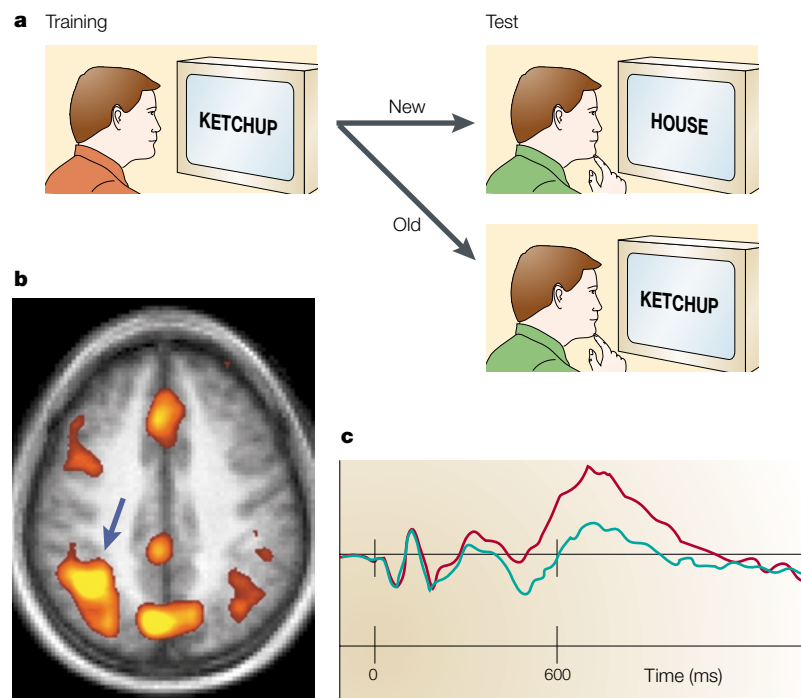 a Training
Test
KETCHUP
New
HOUSE
Old
KETCHUP
b
c
0
600
Time (ms)